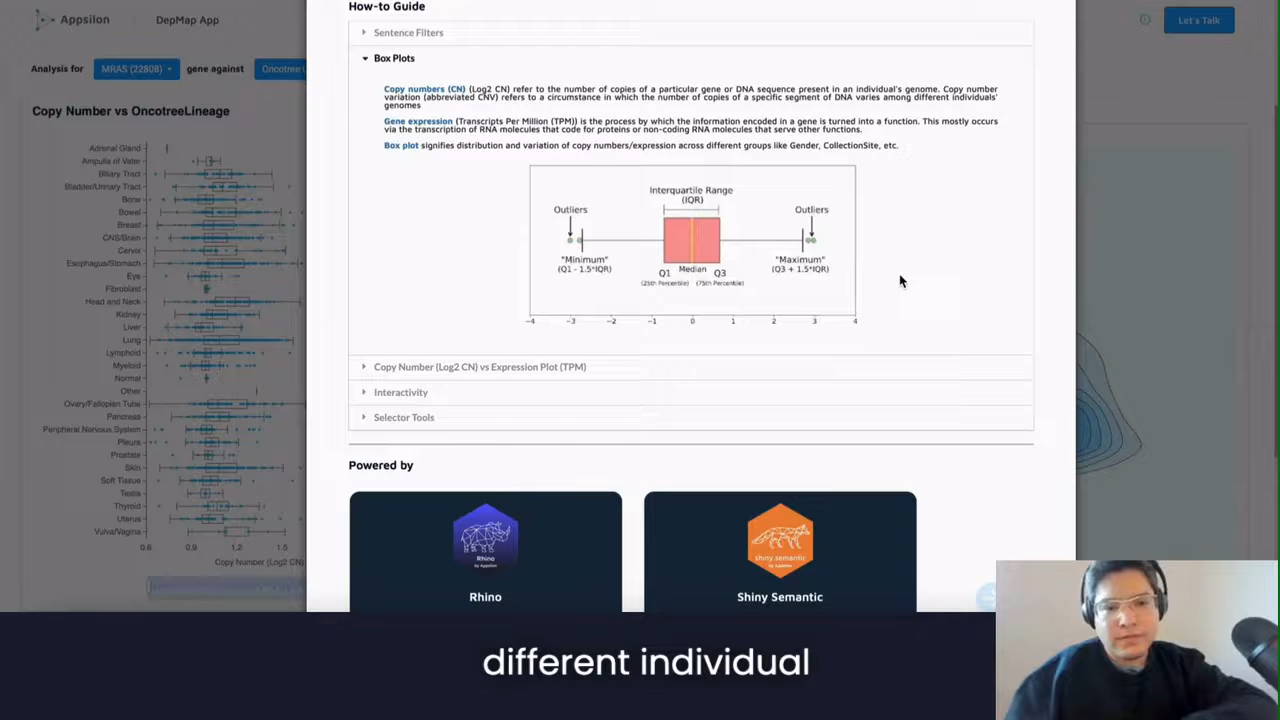 Appsilon
DepMap App
Let's Talk
Analysis for
MRAS (22808)
gene against
Oncotree L
Copy Number vs OncotreeLineage
Adrenal Gland
Ampulla of Vater
Biliary Tract
Bladder/Urinary Tract
Bone
Bowel
Breast
CNS/Brain
Cervix
Esophagus/Stomach
Eye
Fibroblast
Head and Neck
Kidney
Liver
Lung
Lymphoid
Myeloid
Normal
Other
Ovary/Fallopian Tube
Pancreas
Peripheral Nervous System
Pleura
Prostate
Skin
Soft Tissue
Testis
Thyroid
Uterus
Vulva/Vagina
0.6 0.9 1.2 1.5
Copy Number (Log2 CN)
How-to Guide
Sentence Filters
Box Plots
Copy numbers (CN) (Log2 CN) refer to the number of copies of a particular gene or DNA sequence present in an individual's genome. Copy number
variation (abbreviated CNV) refers to a circumstance in which the number of copies of a specific segment of DNA varies among different individuals'
genomes
Gene expression (Transcripts Per Million (TPM)) is the process by which the information encoded in a gene is turned into a function. This mostly occurs
via the transcription of RNA molecules that code for proteins or non-coding RNA molecules that serve other functions.
Box plot signifies distribution and variation of copy numbers/expression across different groups like Gender, CollectionSite, etc.
Interquartile Range
(IQR)
Outliers
Outliers
"Minimum"
(Q1 - 1.5*IQR)
Q1
(25th Percentile)
Median
Q3
(75th Percentile)
"Maximum"
(Q3 + 1.5*IQR)
−4 −3 −2 −1 0 1 2 3 4
Copy Number (Log2 CN) vs Expression Plot (TPM)
Interactivity
Selector Tools
Powered by
Rhino
by Appsilon
Rhino
shiny.semantic
by Appsilon
Shiny Semantic
different individual